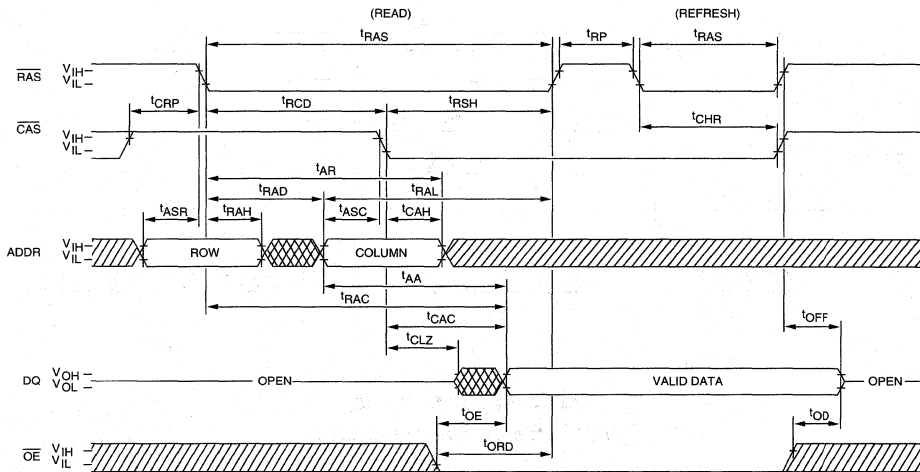 (READ) (REFRESH)
tRAS tRP tRAS
RAS VIH VIL
tCRP tRCD tRSH tCHR
CAS VIH VIL
tAR
tRAD tRAL
tASR tRAH tASC tCAH
ADDR VIH VIL ROW COLUMN
tAA
tRAC
tCAC tOFF
tCLZ
DQ VOH VOL OPEN VALID DATA OPEN
tOE tOD
tORD
OE VIH VIL